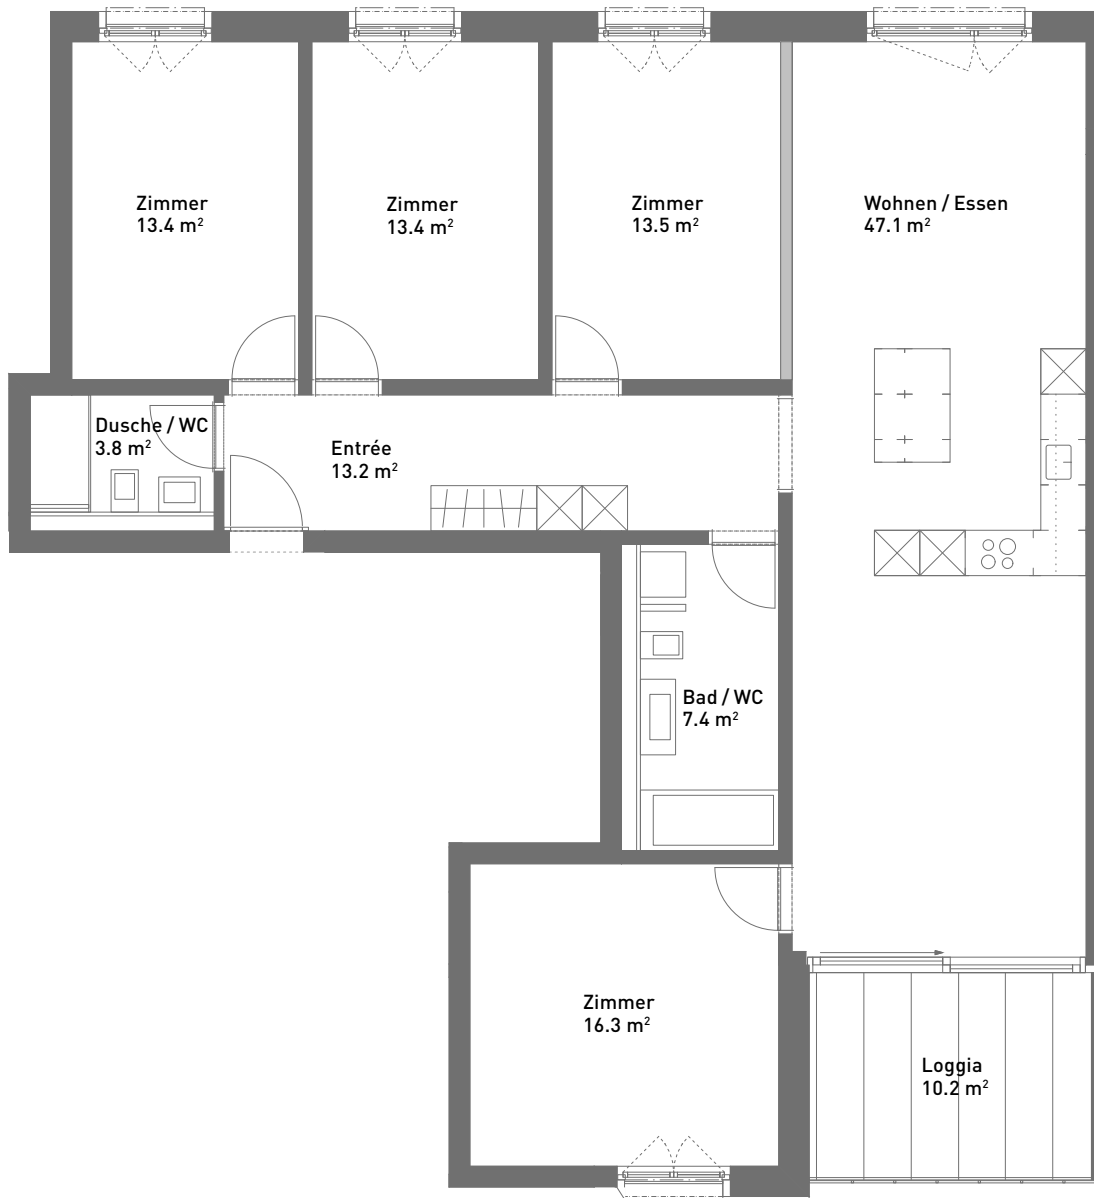 Zimmer
13.4 m²
Zimmer
13.4 m²
Zimmer
13.5 m²
Wohnen / Essen
47.1 m²
Dusche / WC
3.8 m²
Entrée
13.2 m²
Bad / WC
7.4 m²
Zimmer
16.3 m²
Loggia
10.2 m²